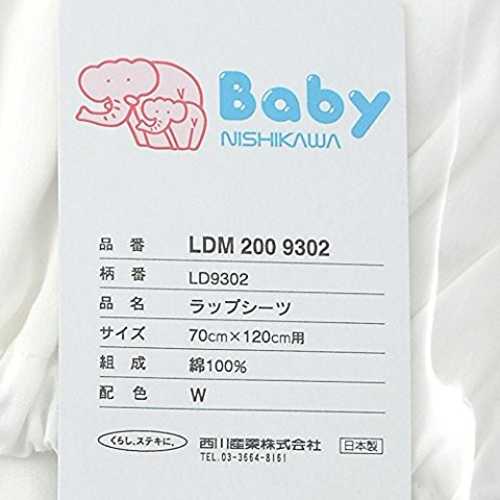 Baby
NISHIKAWA
品番 LDM 200 9302
柄番 LD9302
品名 ラップシーツ
サイズ 70cm×120cm用
組成 綿100%
配色 W
くらし、ステキに。 西川産業株式会社 日本製
TEL.03-3664-8161